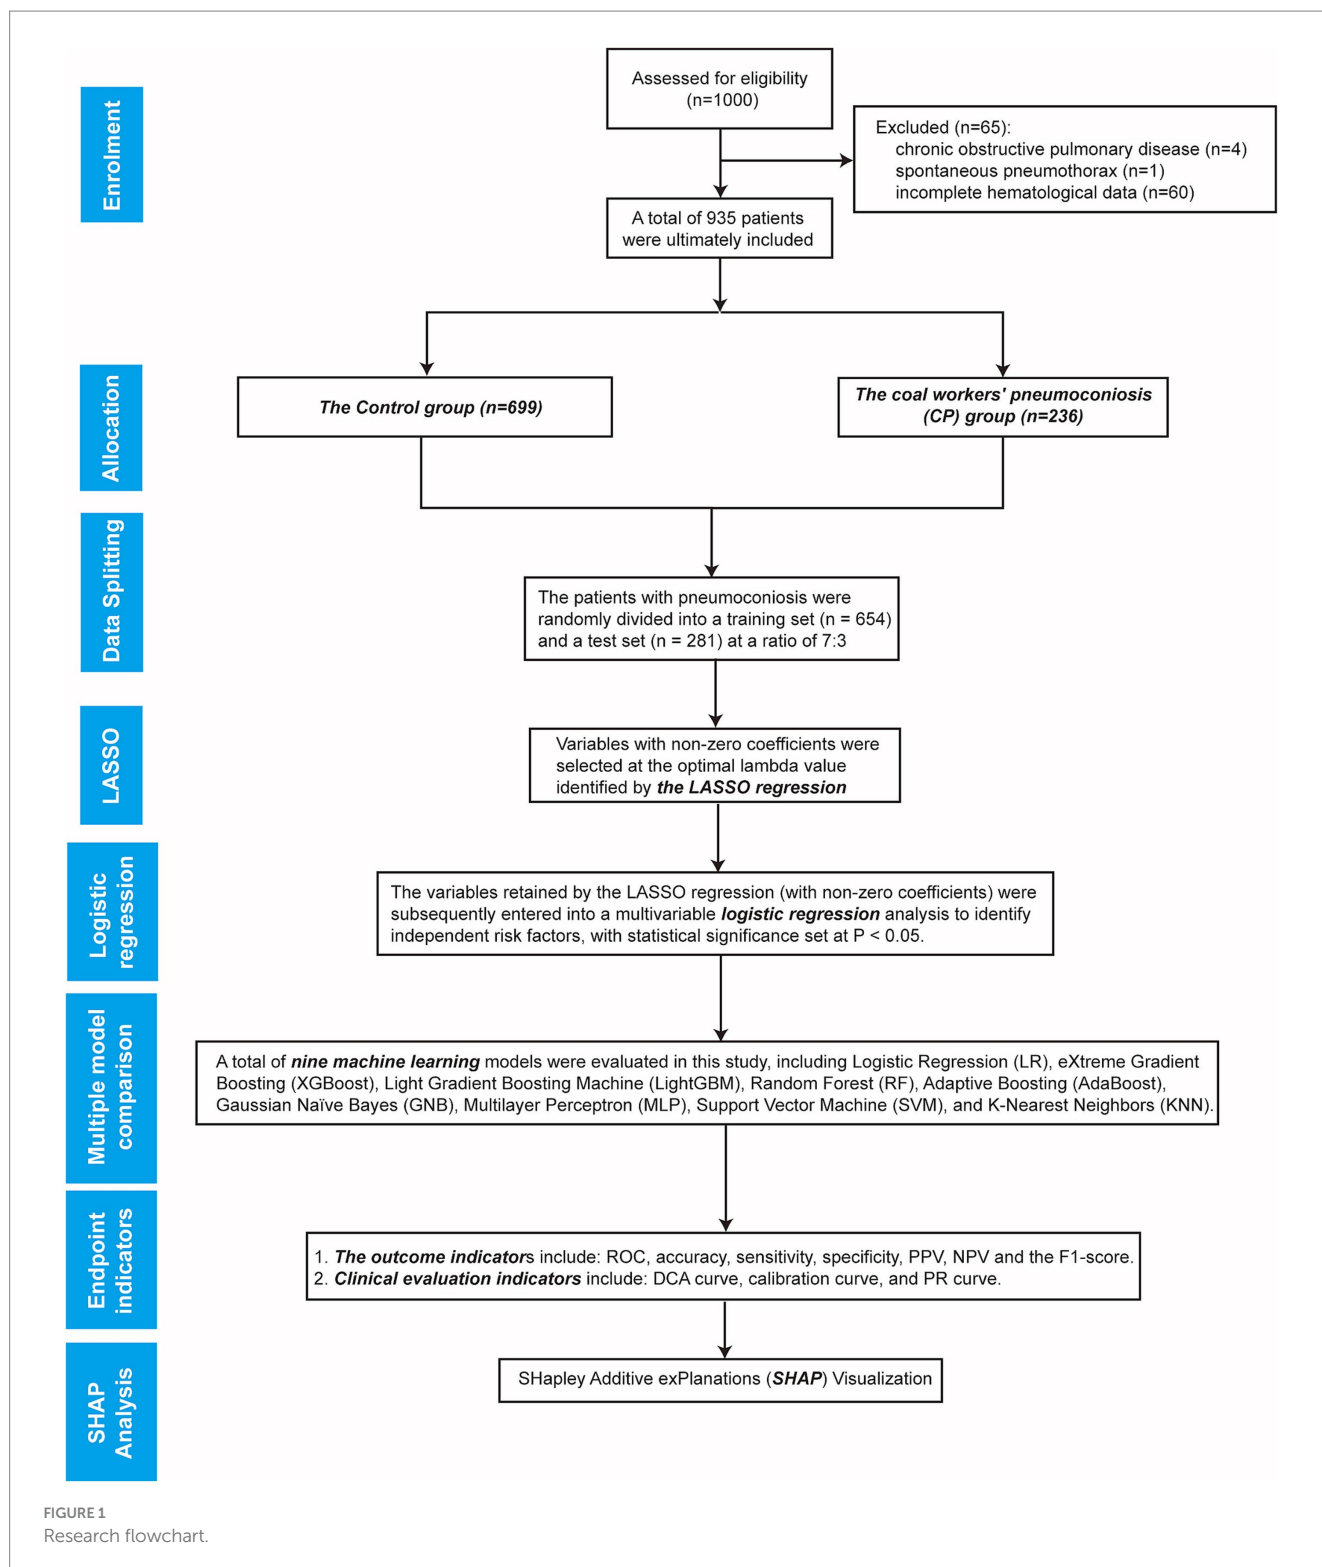 Enrolment
Assessed for eligibility
(n=1000)
Excluded (n=65):
chronic obstructive pulmonary disease (n=4)
spontaneous pneumothorax (n=1)
incomplete hematological data (n=60)
A total of 935 patients
were ultimately included
Allocation
The Control group (n=699)
The coal workers' pneumoconiosis
(CP) group (n=236)
Data Splitting
The patients with pneumoconiosis were
randomly divided into a training set (n = 654)
and a test set (n = 281) at a ratio of 7:3
LASSO
Variables with non-zero coefficients were
selected at the optimal lambda value
identified by the LASSO regression
Logistic
regression
The variables retained by the LASSO regression (with non-zero coefficients) were
subsequently entered into a multivariable logistic regression analysis to identify
independent risk factors, with statistical significance set at P < 0.05.
Multiple model
comparison
A total of nine machine learning models were evaluated in this study, including Logistic Regression (LR), eXtreme Gradient
Boosting (XGBoost), Light Gradient Boosting Machine (LightGBM), Random Forest (RF), Adaptive Boosting (AdaBoost),
Gaussian Naïve Bayes (GNB), Multilayer Perceptron (MLP), Support Vector Machine (SVM), and K-Nearest Neighbors (KNN).
Endpoint
indicators
1. The outcome indicators include: ROC, accuracy, sensitivity, specificity, PPV, NPV and the F1-score.
2. Clinical evaluation indicators include: DCA curve, calibration curve, and PR curve.
SHAP
Analysis
SHapley Additive exPlanations (SHAP) Visualization
FIGURE 1
Research flowchart.